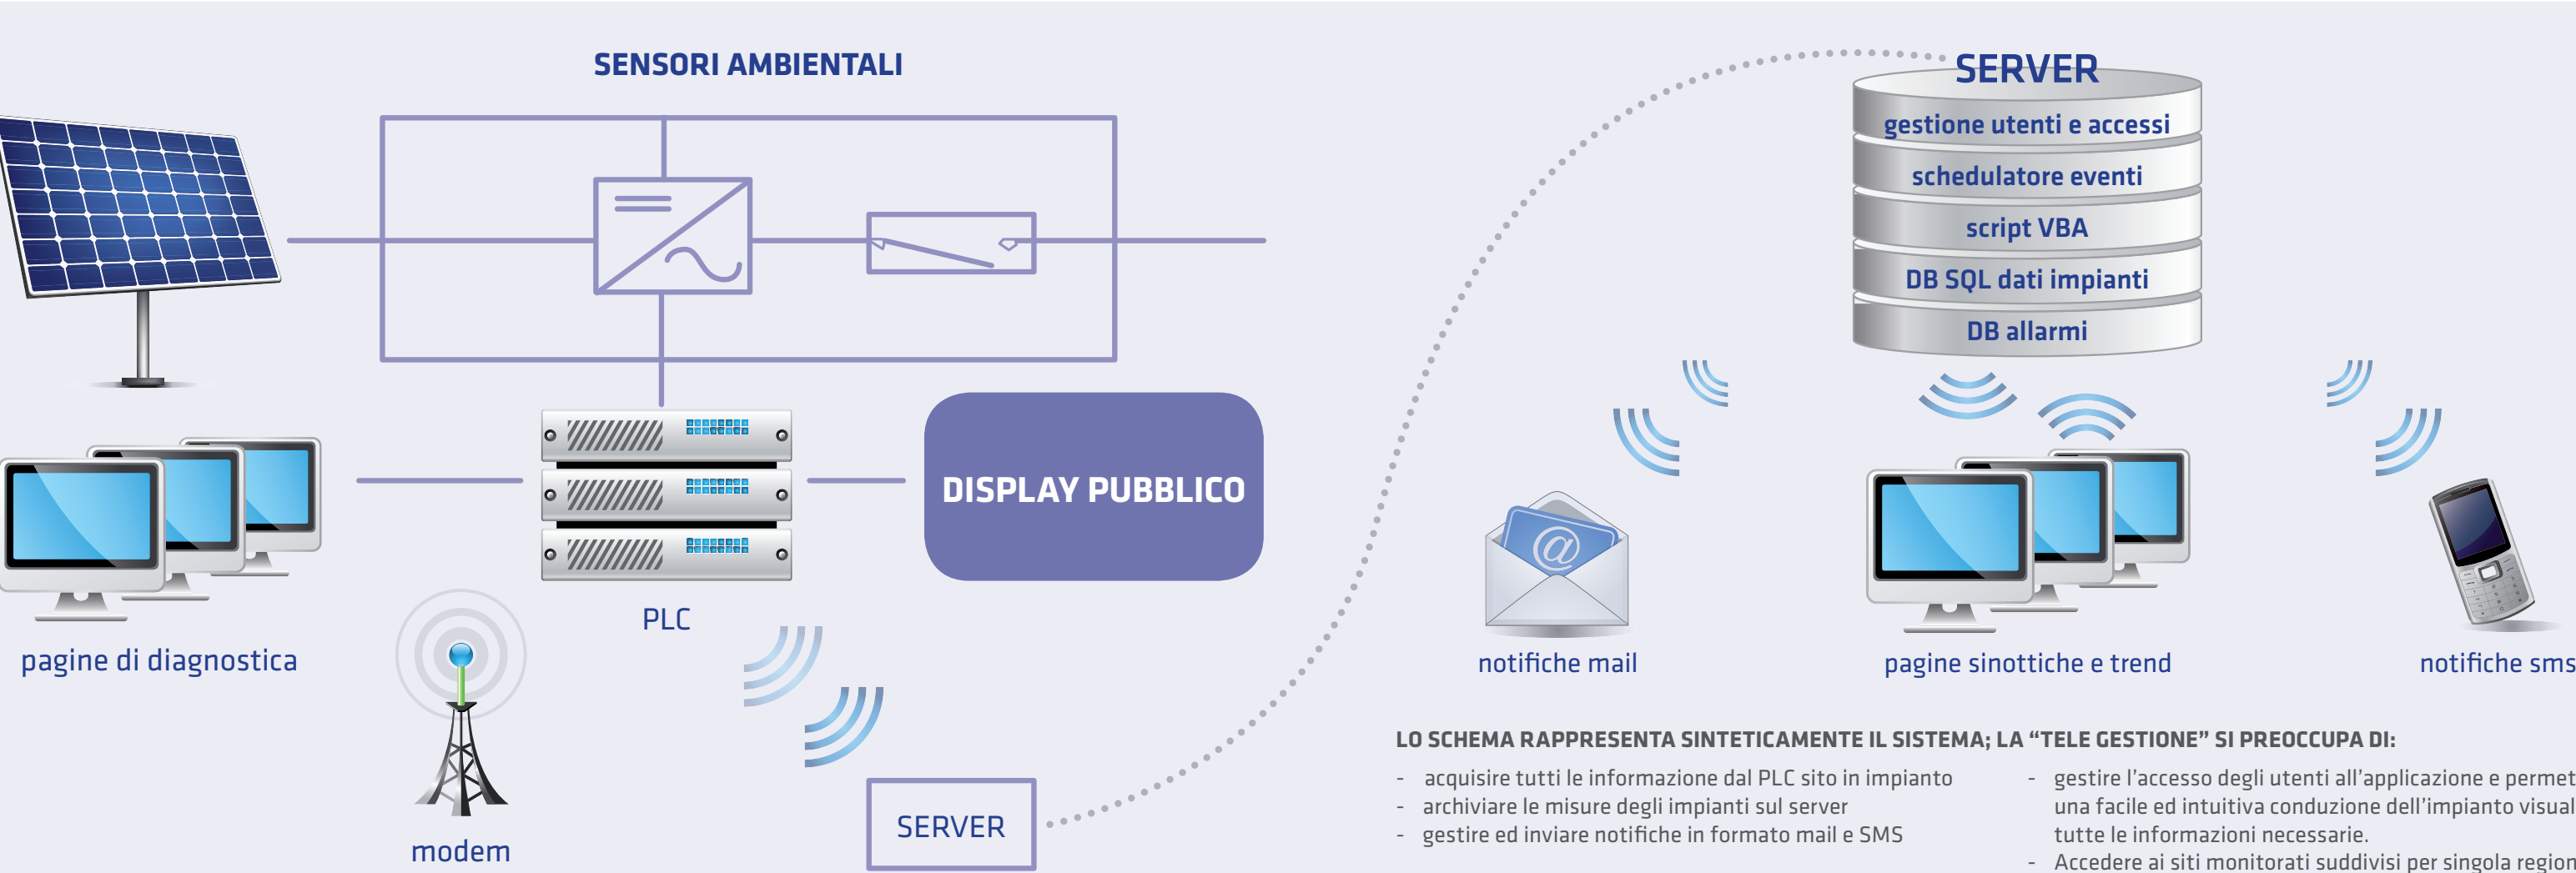 SENSORI AMBIENTALI
DISPLAY PUBBLICO
PLC
pagine di diagnostica
modem
SERVER
SERVER
gestione utenti e accessi
schedulatore eventi
script VBA
DB SQL dati impianti
DB allarmi
@
notifiche mail
pagine sinottiche e trend
notifiche sms
LO SCHEMA RAPPRESENTA SINTETICAMENTE IL SISTEMA; LA “TELE GESTIONE” SI PREOCCUPA DI:
- acquisire tutti le informazione dal PLC sito in impianto
- archiviare le misure degli impianti sul server
- gestire ed inviare notifiche in formato mail e SMS
- gestire l’accesso degli utenti all’applicazione e permet
una facile ed intuitiva conduzione dell’impianto visual
tutte le informazioni necessarie.
- Accedere ai siti monitorati suddivisi per singola region